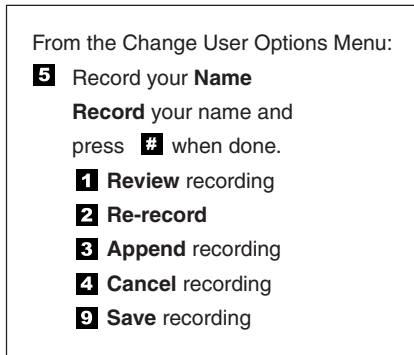 From the Change User Options Menu:
5 Record your Name
Record your name and
press # when done.
1 Review recording
2 Re-record
3 Append recording
4 Cancel recording
9 Save recording